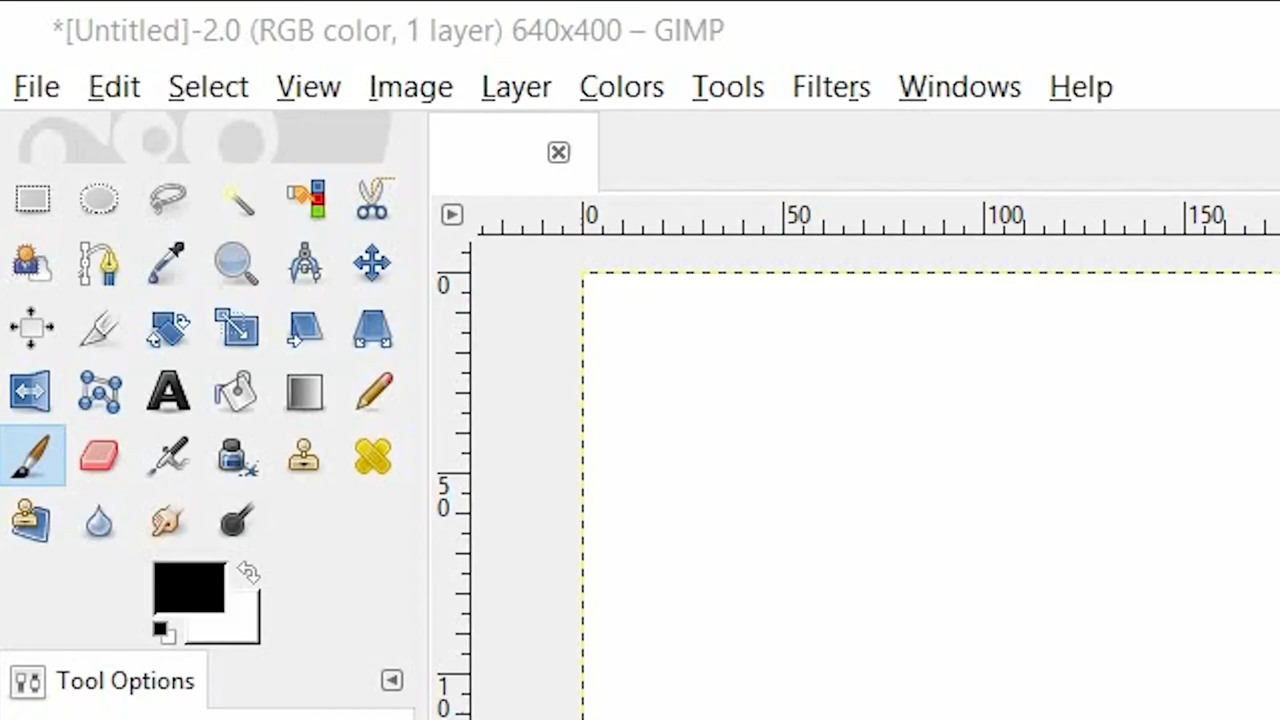 *[Untitled]-2.0 (RGB color, 1 layer) 640x400 – GIMP
File Edit Select View Image Layer Colors Tools Filters Windows Help
0 50 100 150
0
5
0
1
0
Tool Options